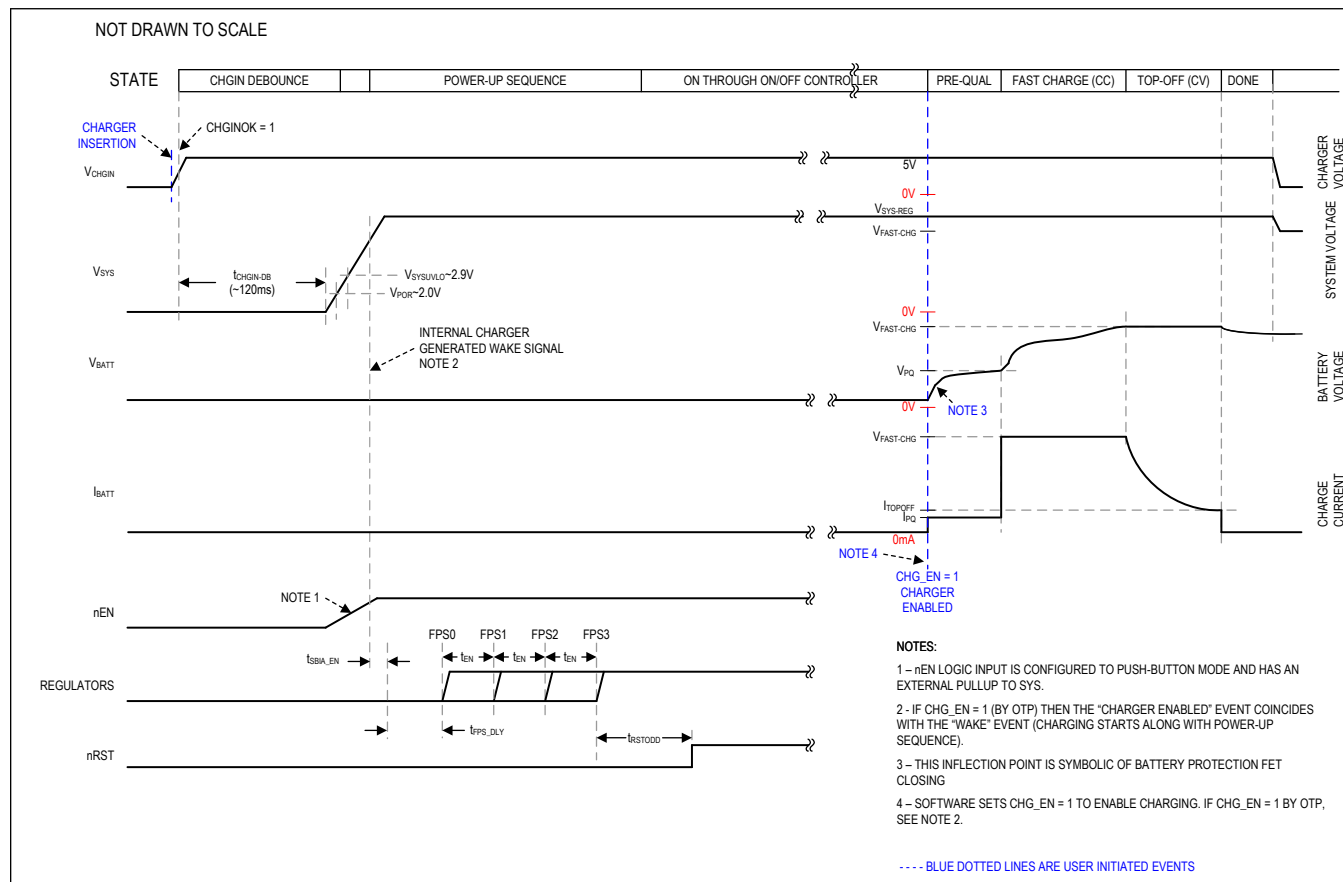 NOT DRAWN TO SCALE
STATE
CHGIN DEBOUNCE
POWER-UP SEQUENCE
ON THROUGH ON/OFF CONTROLLER
PRE-QUAL
FAST CHARGE (CC)
TOP-OFF (CV)
DONE
CHARGER
INSERTION
CHGINOK = 1
VCHGIN
5V
0V
CHARGER
VOLTAGE
VSYS-REG
VFAST-CHG
VSYS
tCHGIN-DB
(~120ms)
VSYSUVLO~2.9V
VPOR~2.0V
0V
SYSTEM VOLTAGE
INTERNAL CHARGER
GENERATED WAKE SIGNAL
NOTE 2
VBATT
VFAST-CHG
VPQ
0V
NOTE 3
BATTERY
VOLTAGE
VFAST-CHG
IBATT
ITOPOFF
IPQ
0mA
CHARGE
CURRENT
NOTE 4
CHG_EN = 1
CHARGER
ENABLED
NOTE 1
nEN
FPS0
FPS1
FPS2
FPS3
tSBIA_EN
tEN
tEN
tEN
REGULATORS
tFPS_DLY
tRSTODD
nRST
NOTES:
1 – nEN LOGIC INPUT IS CONFIGURED TO PUSH-BUTTON MODE AND HAS AN
EXTERNAL PULLUP TO SYS.
2 - IF CHG_EN = 1 (BY OTP) THEN THE “CHARGER ENABLED” EVENT COINCIDES
WITH THE “WAKE” EVENT (CHARGING STARTS ALONG WITH POWER-UP
SEQUENCE).
3 – THIS INFLECTION POINT IS SYMBOLIC OF BATTERY PROTECTION FET
CLOSING
4 – SOFTWARE SETS CHG_EN = 1 TO ENABLE CHARGING. IF CHG_EN = 1 BY OTP,
SEE NOTE 2.
- - - - BLUE DOTTED LINES ARE USER INITIATED EVENTS